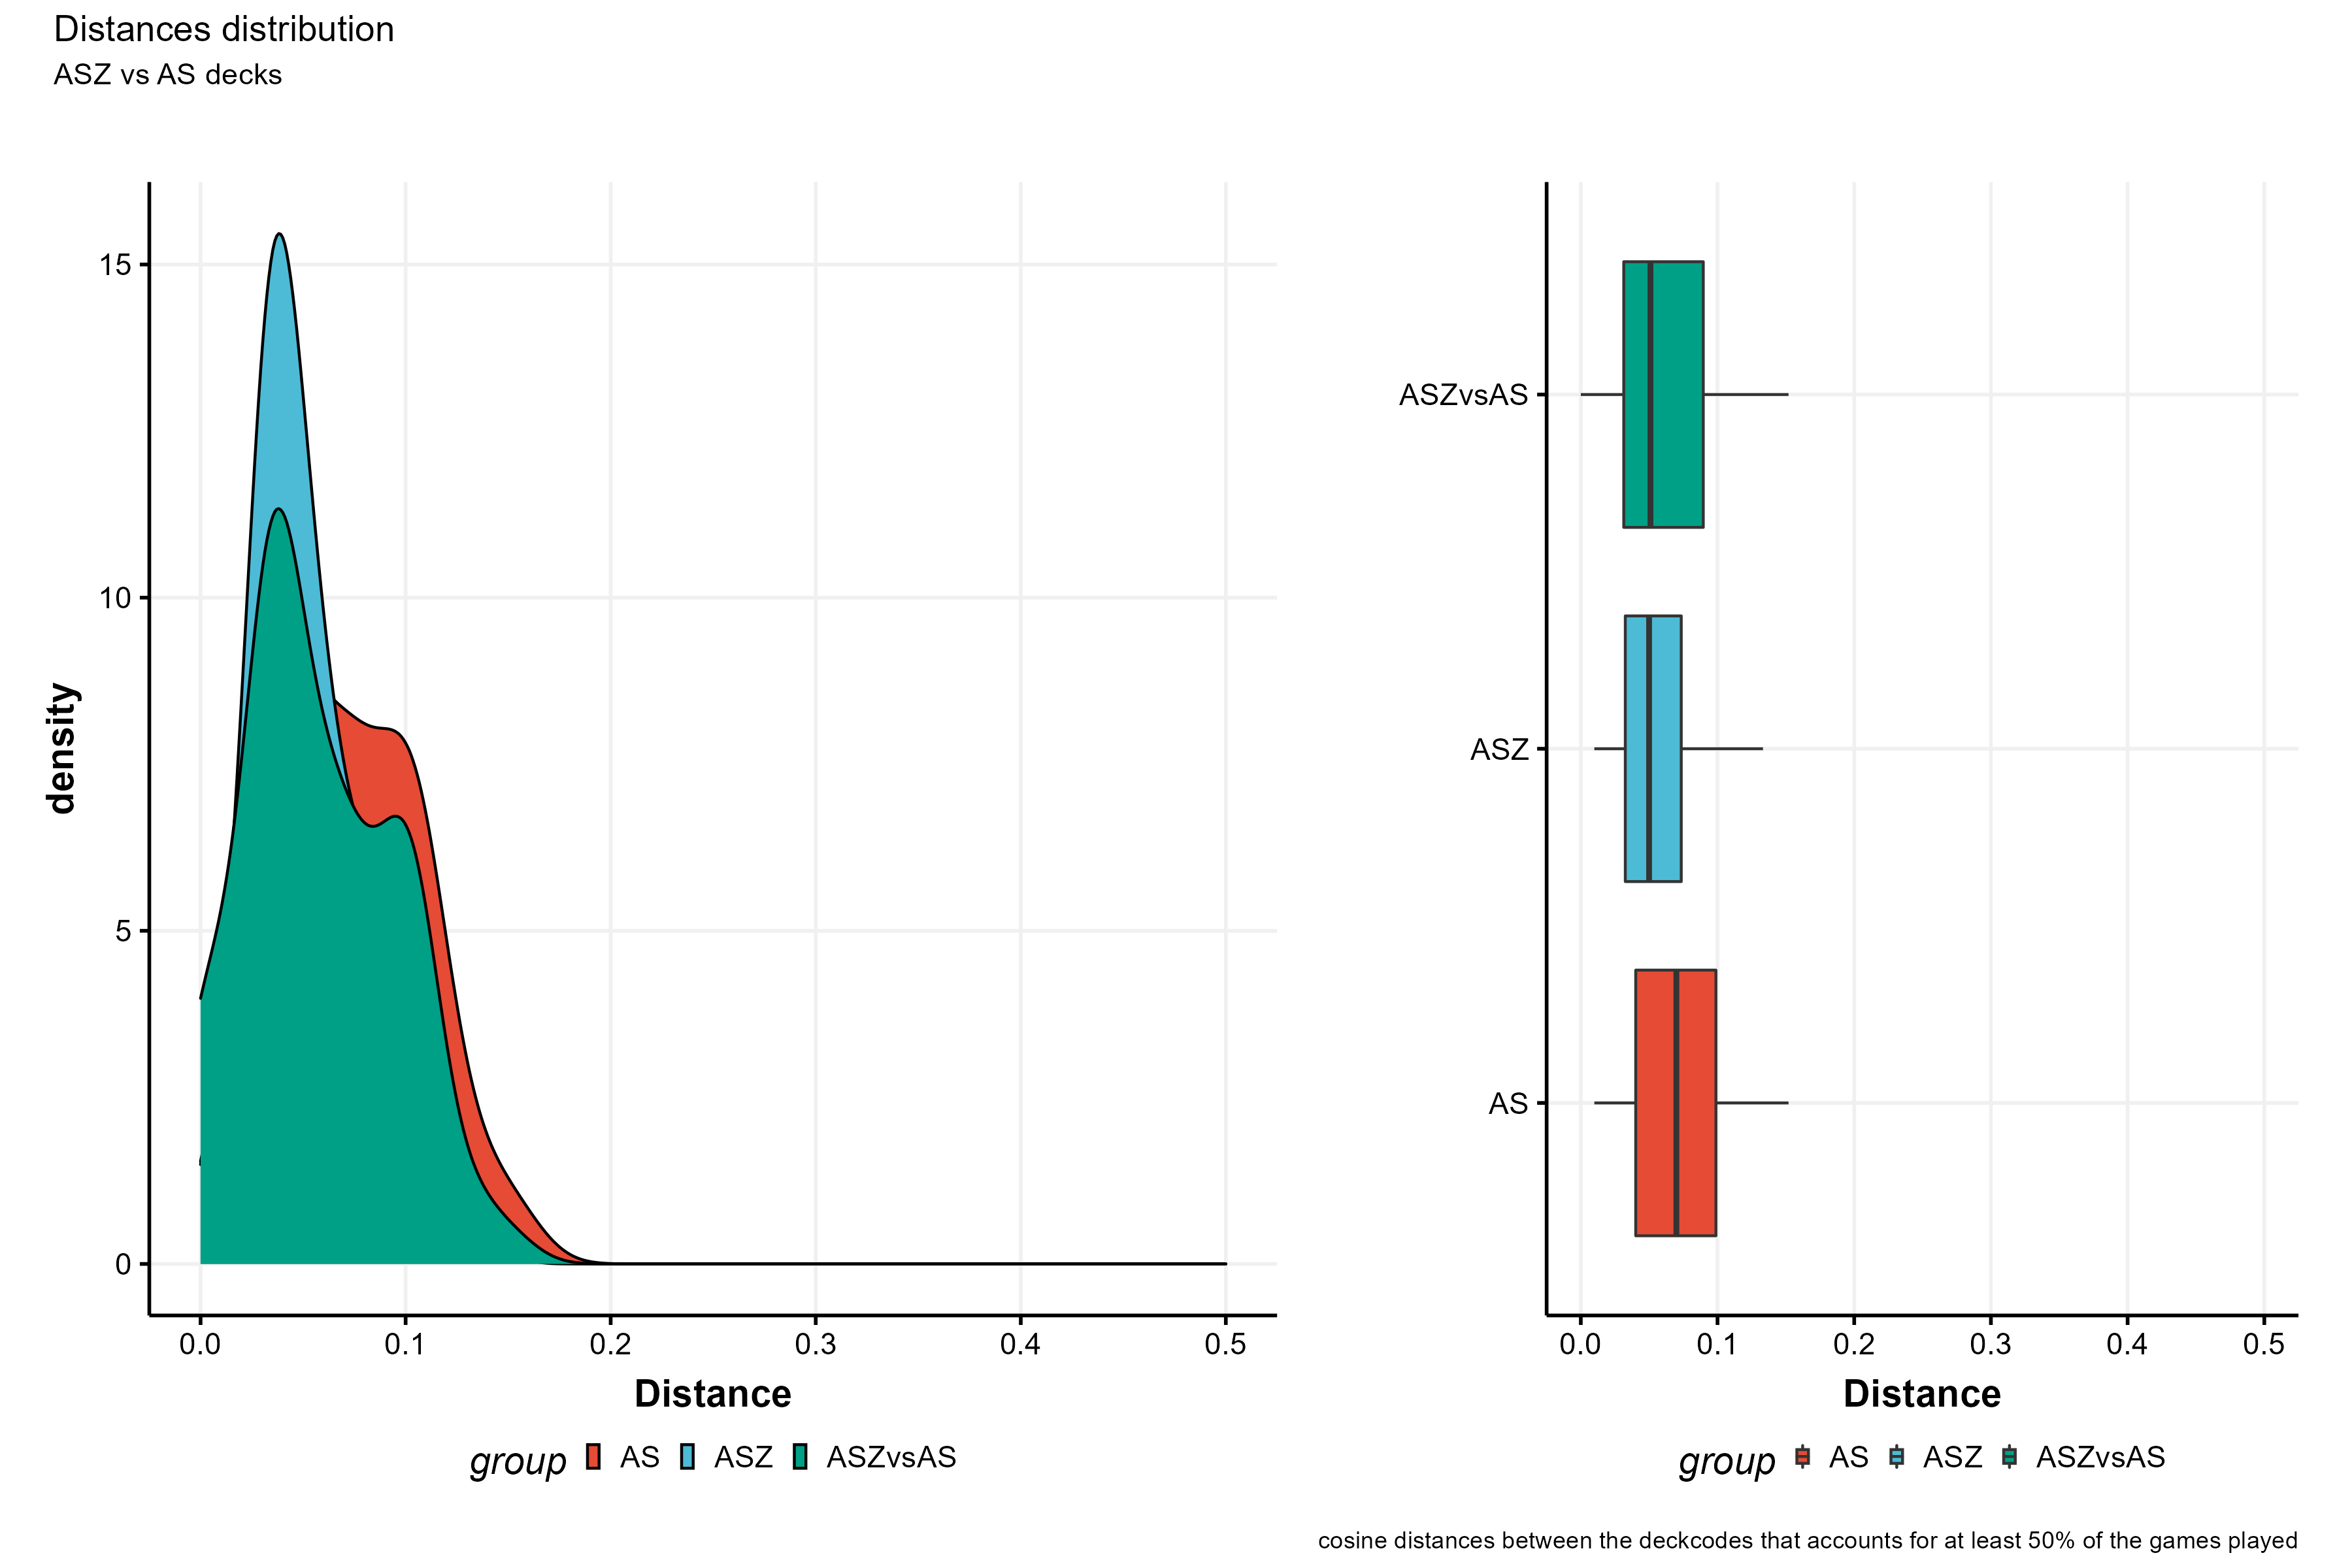 Distances distribution
ASZ vs AS decks
density
15
10
5
0
0.0 0.1 0.2 0.3 0.4 0.5
Distance
group AS ASZ ASZvsAS
ASZvsAS
ASZ
AS
0.0 0.1 0.2 0.3 0.4 0.5
Distance
group AS ASZ ASZvsAS
cosine distances between the deckcodes that accounts for at least 50% of the games played